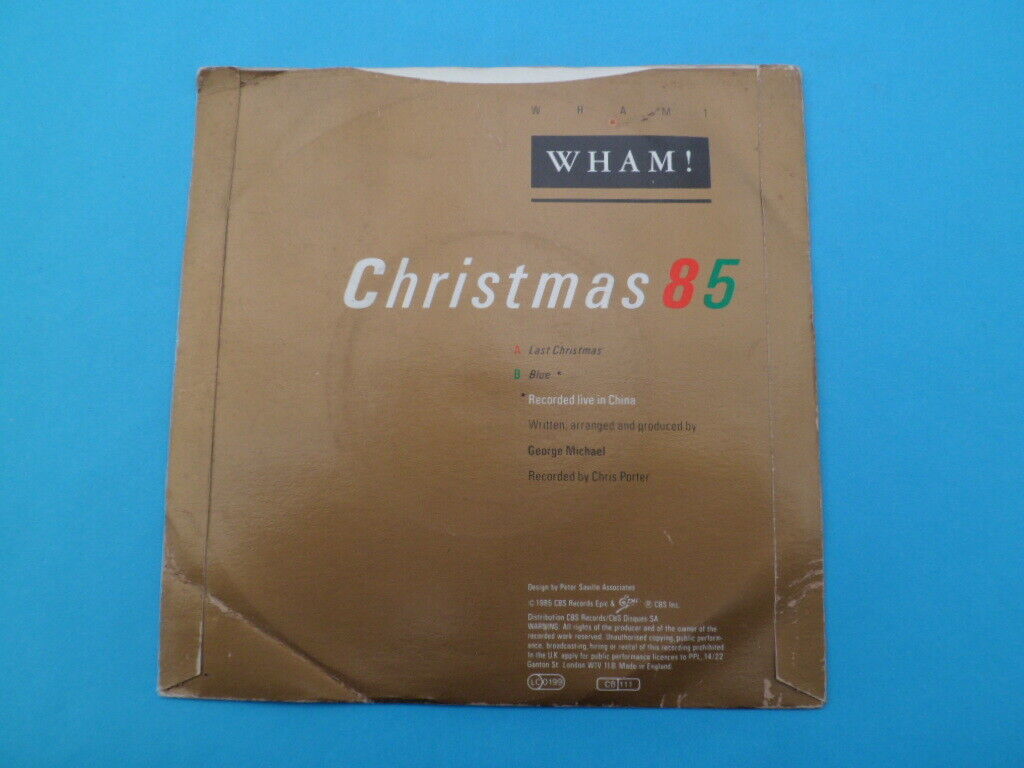 W H A M !
WHAM!
Christmas 85
A Last Christmas
B Blue *
* Recorded live in China
Written, arranged and produced by
George Michael
Recorded by Chris Porter
Design by Peter Saville Associates
© 1985 CBS Records Epic & Epic ℗ CBS Inc.
Distribution CBS Records/CBS Disques SA
WARNING: All rights of the producer and of the owner of the
recorded work reserved. Unauthorised copying, public perform-
ance, broadcasting, hiring or rental of this recording prohibited
In the U.K. apply for public performance licences to PPL, 14/22
Ganton St. London W1V 1LB. Made in England
LC 0199
CB 111